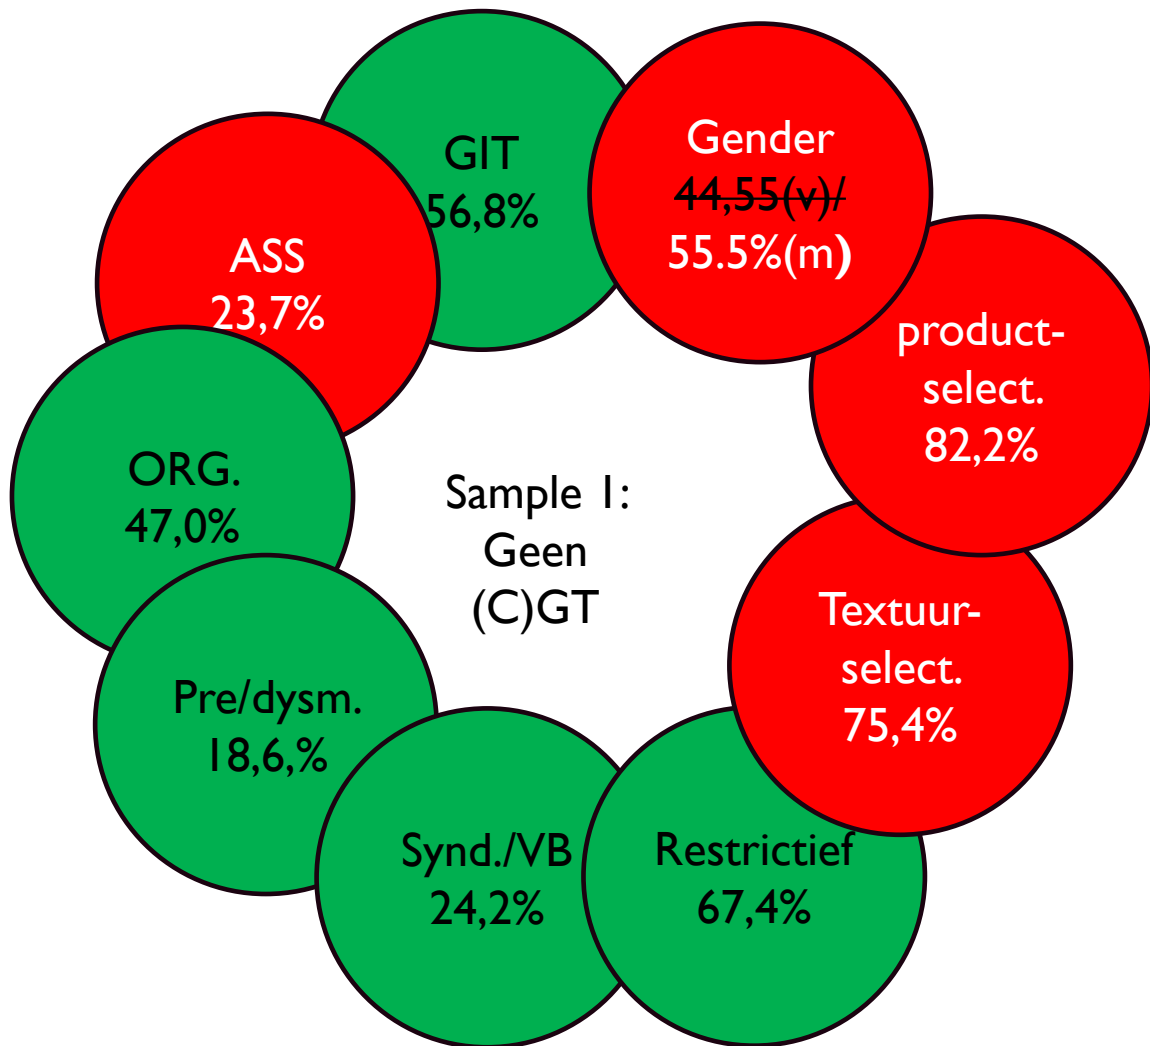 GIT
56,8%
Gender
44,55(v)/
55.5%(m)
product-
select.
82,2%
Textuur-
select.
75,4%
Restrictief
67,4%
Synd./VB
24,2%
Pre/dysm.
18,6,%
ORG.
47,0%
ASS
23,7%
Sample 1:
Geen
(C)GT